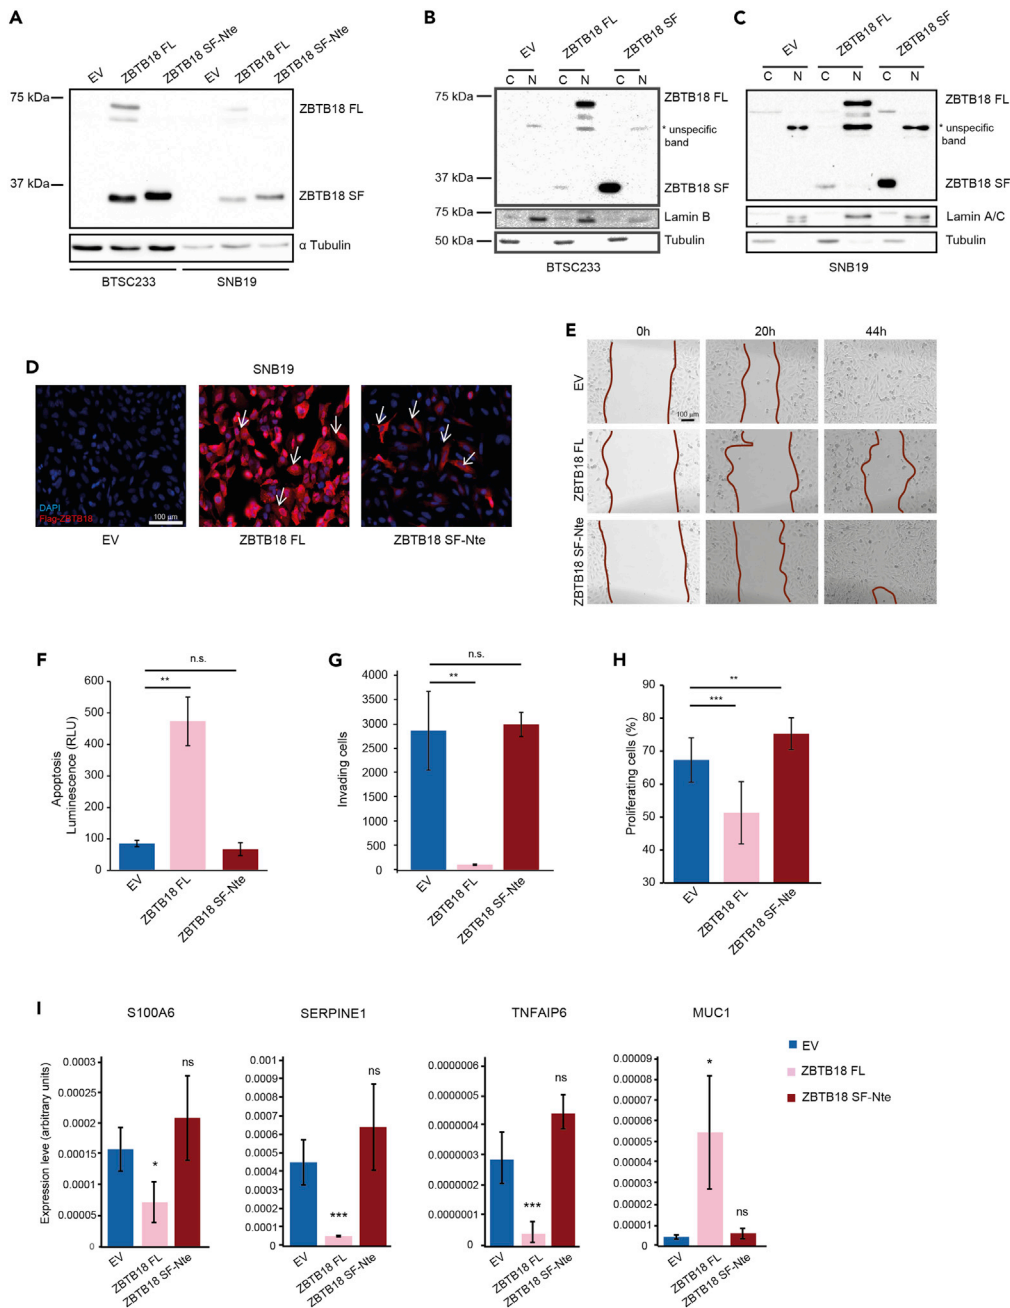 A
EV
ZBTB18 FL
ZBTB18 SF-Nte
EV
ZBTB18 FL
ZBTB18 SF-Nte
75 kDa
ZBTB18 FL
37 kDa
ZBTB18 SF
α Tubulin
BTSC233
SNB19
B
EV
ZBTB18 FL
ZBTB18 SF
C N C N C N
75 kDa
ZBTB18 FL
* unspecific
band
37 kDa
ZBTB18 SF
75 kDa
Lamin B
50 kDa
Tubulin
BTSC233
C
EV
ZBTB18 FL
ZBTB18 SF
C N C N C N
ZBTB18 FL
* unspecific
band
ZBTB18 SF
Lamin A/C
Tubulin
SNB19
D
SNB19
DAPI
Flag-ZBTB18
100 µm
EV
ZBTB18 FL
ZBTB18 SF-Nte
E
0h
20h
44h
EV
100 µm
ZBTB18 FL
ZBTB18 SF-Nte
F
n.s.
**
Apoptosis
Luminescence (RLU)
600
500
400
300
200
100
0
EV
ZBTB18 FL
ZBTB18 SF-Nte
G
n.s.
**
Invading cells
4000
3500
3000
2500
2000
1500
1000
500
0
EV
ZBTB18 FL
ZBTB18 SF-Nte
H
**
***
Proliferating cells (%)
90
80
70
60
50
40
30
EV
ZBTB18 FL
ZBTB18 SF-Nte
I
S100A6
Expression leve (arbitrary units)
0.0003
0.00025
0.0002
0.00015
0.0001
0.00005
0
ns
*
EV
ZBTB18 FL
ZBTB18 SF-Nte
SERPINE1
0.001
0.0009
0.0008
0.0007
0.0006
0.0005
0.0004
0.0003
0.0002
0.0001
0
ns
***
EV
ZBTB18 FL
ZBTB18 SF-Nte
TNFAIP6
0.0000006
0.0000005
0.0000004
0.0000003
0.0000002
0.0000001
0
ns
***
EV
ZBTB18 FL
ZBTB18 SF-Nte
MUC1
0.00009
0.00008
0.00007
0.00006
0.00005
0.00004
0.00003
0.00002
0.00001
0
*
ns
EV
ZBTB18 FL
ZBTB18 SF-Nte
EV
ZBTB18 FL
ZBTB18 SF-Nte